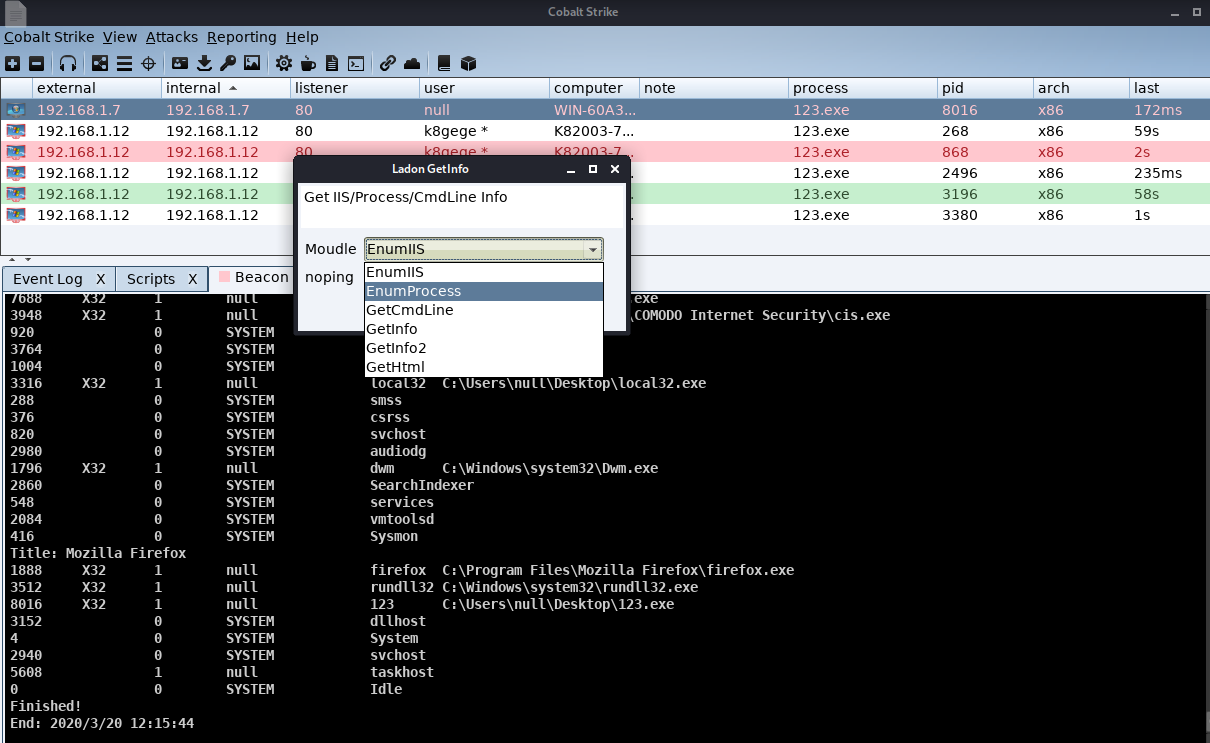 Cobalt Strike
Cobalt Strike View Attacks Reporting Help
external internal listener user computer note process pid arch last
192.168.1.7 192.168.1.7 80 null WIN-60A3... 123.exe 8016 x86 172ms
192.168.1.12 192.168.1.12 80 k8gege * K82003-7... 123.exe 268 x86 59s
192.168.1.12 192.168.1.12 80 k8gege * K82003-7... 123.exe 868 x86 2s
192.168.1.12 192.168.1.12 123.exe 2496 x86 235ms
192.168.1.12 192.168.1.12 123.exe 3196 x86 58s
192.168.1.12 192.168.1.12 123.exe 3380 x86 1s
Ladon GetInfo
Get IIS/Process/CmdLine Info
Moudle EnumIIS
noping
EnumIIS
EnumProcess
GetCmdLine
GetInfo
GetInfo2
GetHtml
Event Log X Scripts X Beacon
7688 X32 1 null .exe
3948 X32 1 null \COMODO Internet Security\cis.exe
920 0 SYSTEM
3764 0 SYSTEM
1004 0 SYSTEM
3316 X32 1 null local32 C:\Users\null\Desktop\local32.exe
288 0 SYSTEM smss
376 0 SYSTEM csrss
820 0 SYSTEM svchost
2980 0 SYSTEM audiodg
1796 X32 1 null dwm C:\Windows\system32\Dwm.exe
2860 0 SYSTEM SearchIndexer
548 0 SYSTEM services
2084 0 SYSTEM vmtoolsd
416 0 SYSTEM Sysmon
Title: Mozilla Firefox
1888 X32 1 null firefox C:\Program Files\Mozilla Firefox\firefox.exe
3512 X32 1 null rundll32 C:\Windows\system32\rundll32.exe
8016 X32 1 null 123 C:\Users\null\Desktop\123.exe
3152 0 SYSTEM dllhost
4 0 SYSTEM System
2940 0 SYSTEM svchost
5608 1 null taskhost
0 0 SYSTEM Idle
Finished!
End: 2020/3/20 12:15:44